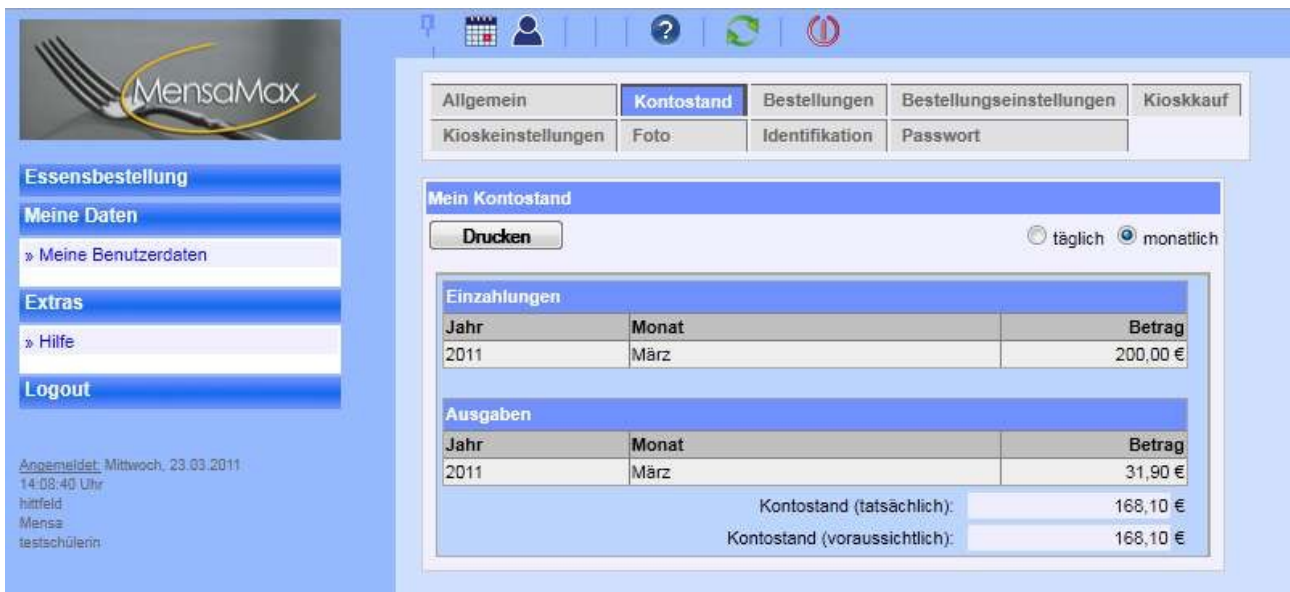 MensaMax
Essensbestellung
Meine Daten
» Meine Benutzerdaten
Extras
» Hilfe
Logout
Angemeldet: Mittwoch, 23.03.2011
14:08:40 Uhr
hittfeld
Mensa
testschülerin
Allgemein Kontostand Bestellungen Bestellungseinstellungen Kioskkauf
Kioskeinstellungen Foto Identifikation Passwort
Mein Kontostand
Drucken täglich monatlich
Einzahlungen
Jahr Monat Betrag
2011 März 200,00 €
Ausgaben
Jahr Monat Betrag
2011 März 31,90 €
Kontostand (tatsächlich): 168,10 €
Kontostand (voraussichtlich): 168,10 €